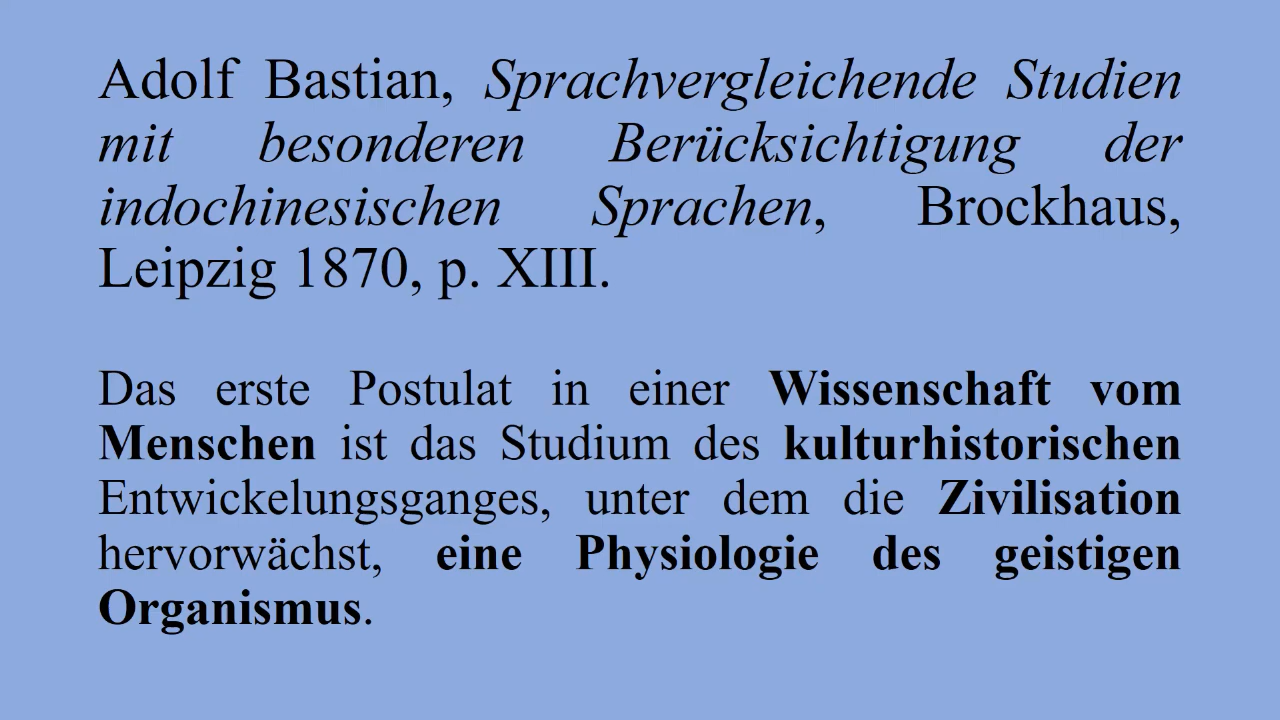 Adolf Bastian, Sprachvergleichende Studien
mit besonderen Berücksichtigung der
indochinesischen Sprachen, Brockhaus,
Leipzig 1870, p. XIII.
Das erste Postulat in einer Wissenschaft vom
Menschen ist das Studium des kulturhistorischen
Entwickelungsganges, unter dem die Zivilisation
hervorwächst, eine Physiologie des geistigen
Organismus.